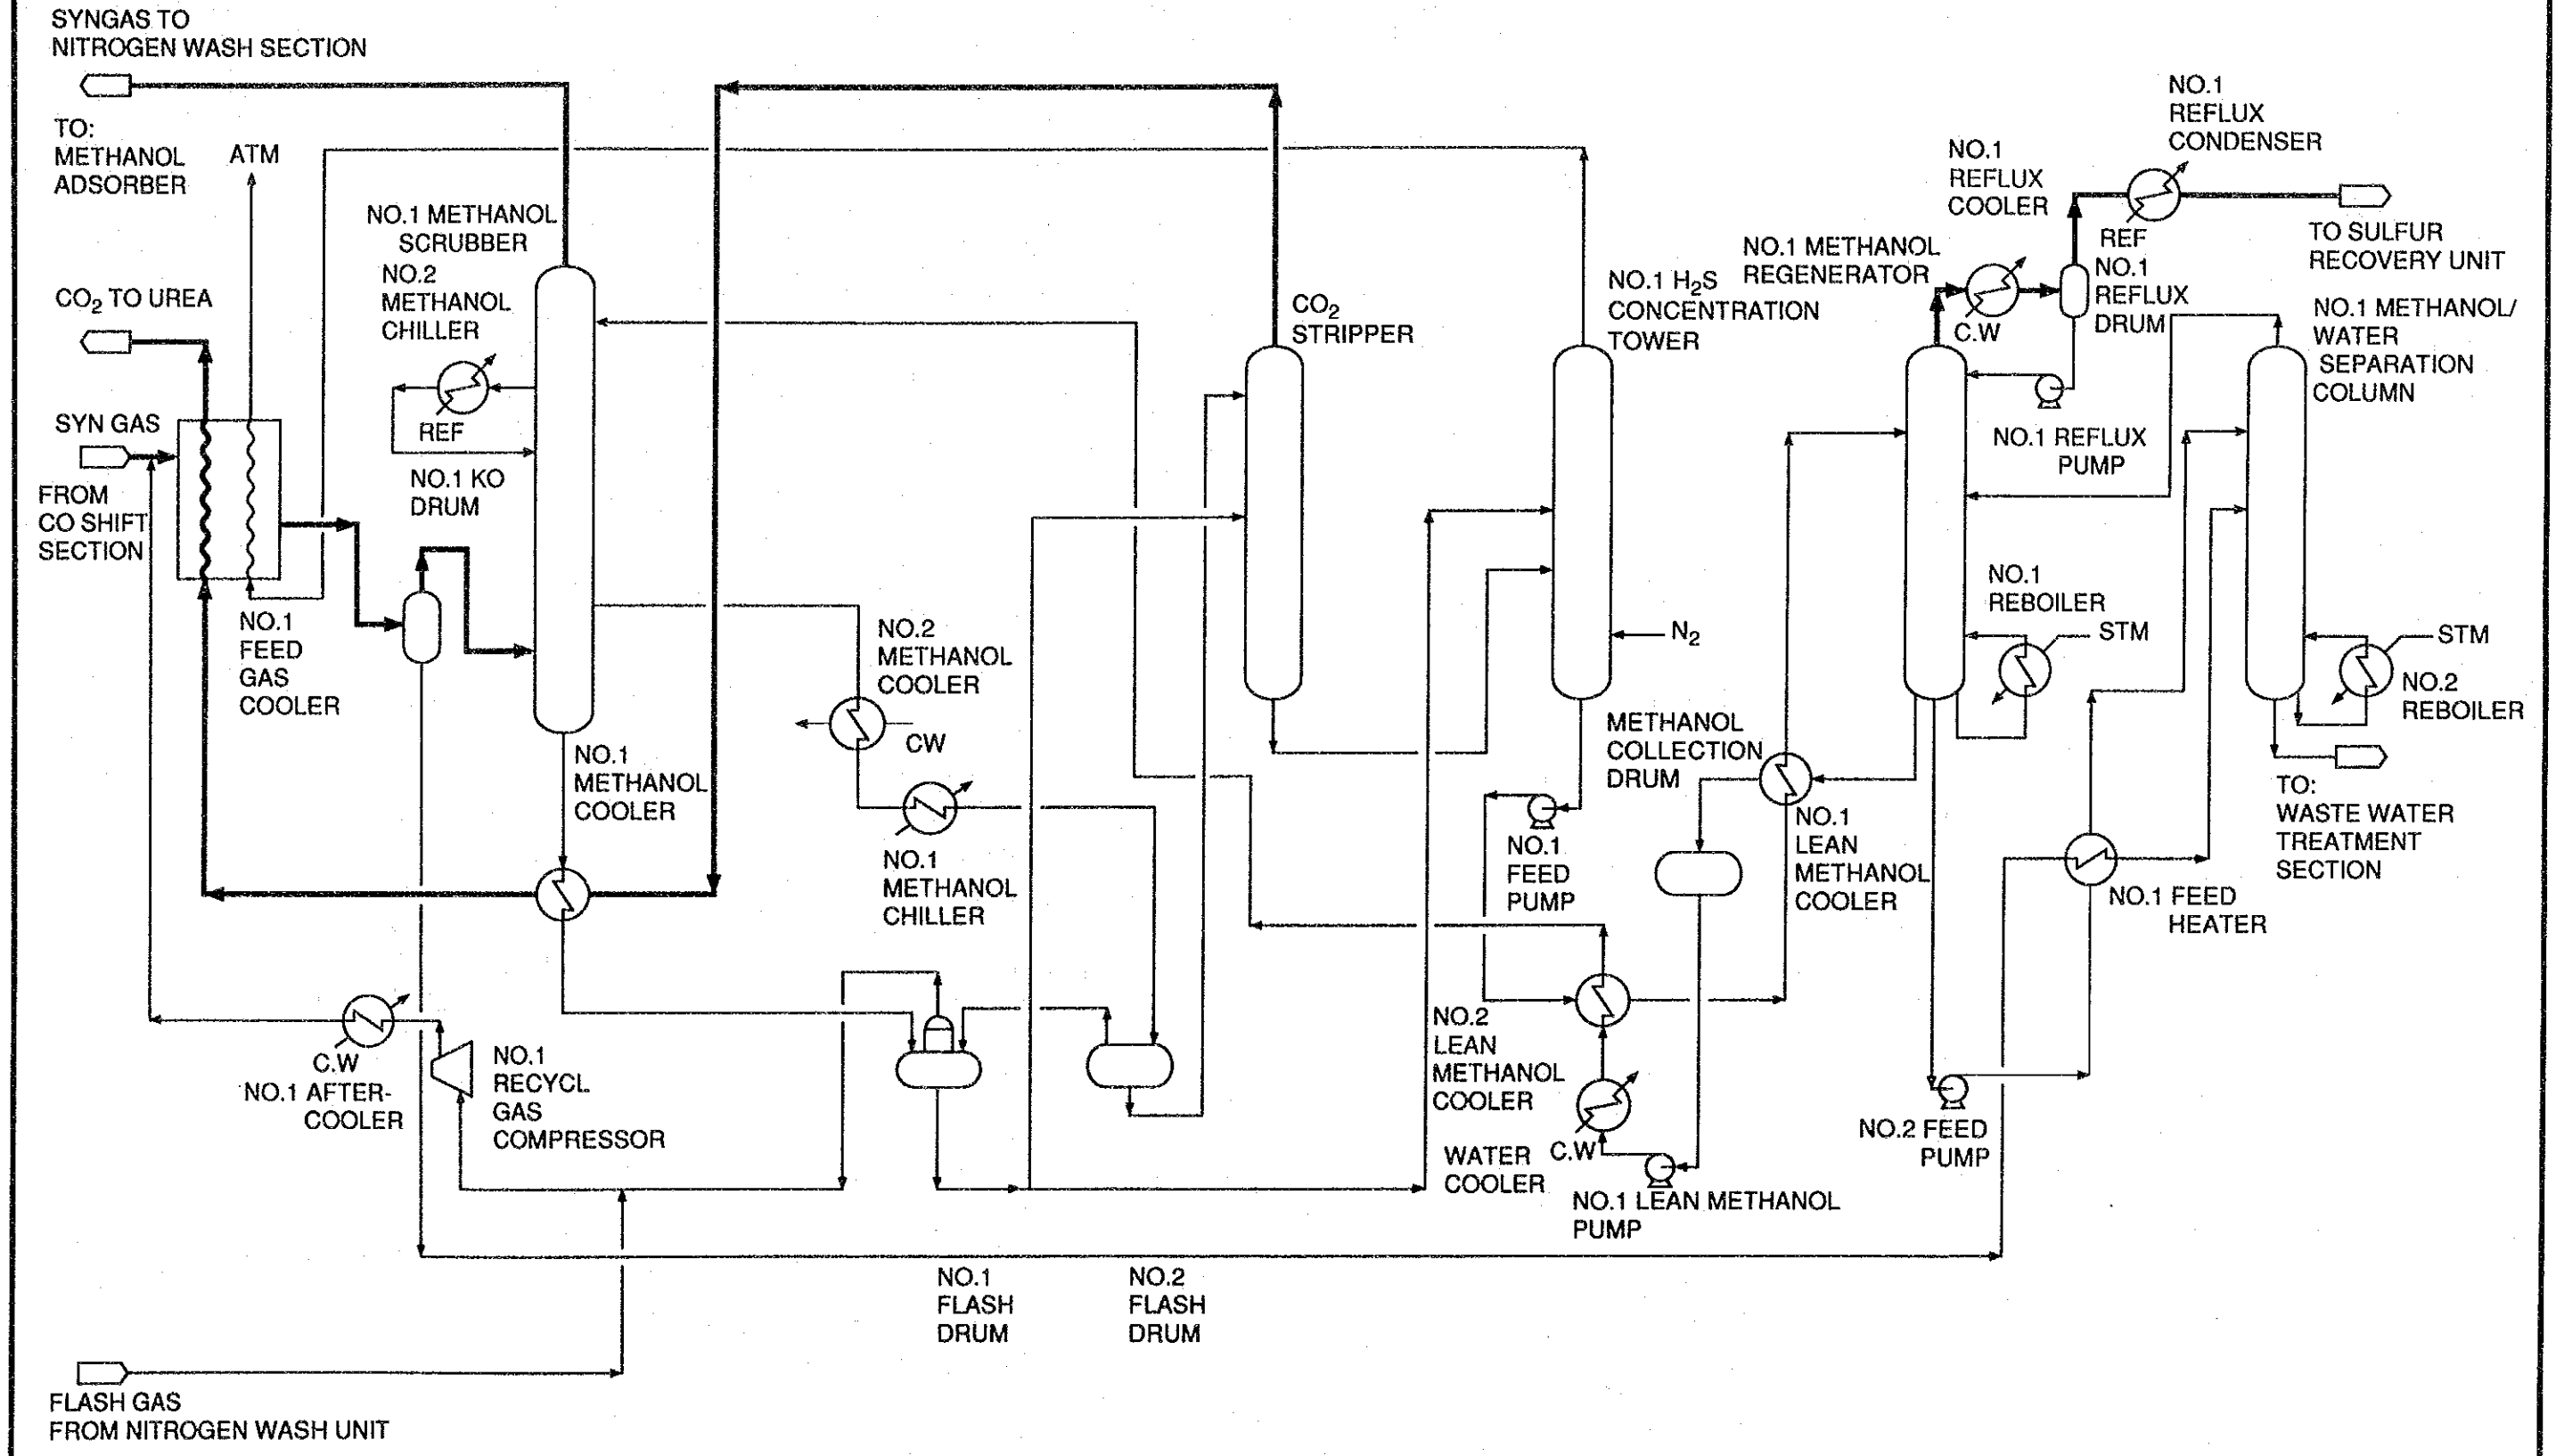 SYNGAS TO
NITROGEN WASH SECTION
TO:
METHANOL
ADSORBER
ATM
NO.1 METHANOL
SCRUBBER
NO.2
METHANOL
CHILLER
REF
CO2 TO UREA
SYN GAS
FROM
CO SHIFT
SECTION
NO.1 KO
DRUM
NO.1
FEED
GAS
COOLER
NO.1
METHANOL
COOLER
NO.2
METHANOL
COOLER
CW
NO.1
METHANOL
CHILLER
C.W
NO.1 AFTER-
COOLER
NO.1
RECYCL
GAS
COMPRESSOR
NO.1
FLASH
DRUM
NO.2
FLASH
DRUM
FLASH GAS
FROM NITROGEN WASH UNIT
CO2
STRIPPER
NO.1 H2S
CONCENTRATION
TOWER
N2
NO.1
FEED
PUMP
METHANOL
COLLECTION
DRUM
NO.1
LEAN
METHANOL
COOLER
NO.2
LEAN
METHANOL
COOLER
WATER
COOLER
C.W
NO.1 LEAN METHANOL
PUMP
NO.1 METHANOL
REGENERATOR
NO.1
REFLUX
COOLER
C.W
NO.1
REFLUX
CONDENSER
REF
NO.1
REFLUX
DRUM
TO SULFUR
RECOVERY UNIT
NO.1 REFLUX
PUMP
NO.1 METHANOL/
WATER
SEPARATION
COLUMN
NO.1
REBOILER
STM
STM
NO.2
REBOILER
TO:
WASTE WATER
TREATMENT
SECTION
NO.1 FEED
HEATER
NO.2 FEED
PUMP